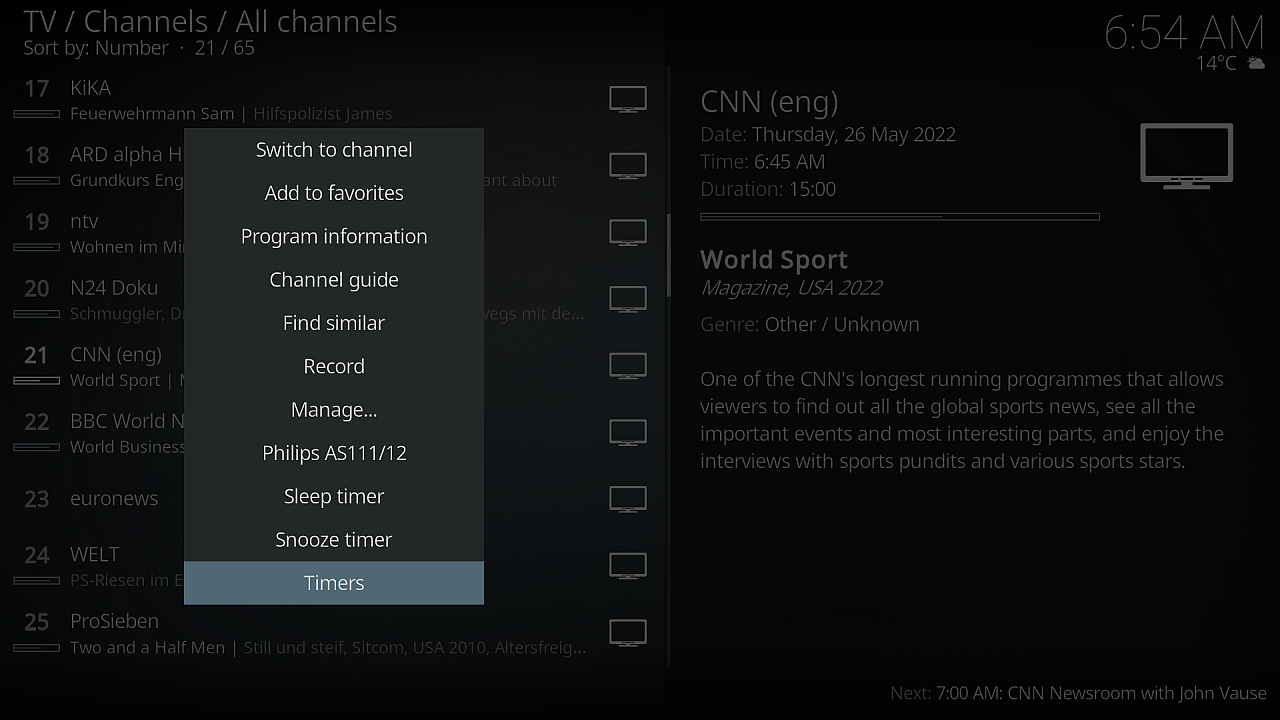 TV / Channels / All channels
Sort by: Number · 21 / 65
6:54 AM
14°C
17 KiKA
Feuerwehrmann Sam | Hilfspolizist James
18 ARD alpha H
Grundkurs Eng
ant about
19 ntv
Wohnen im Mi
20 N24 Doku
Schmuggler, D
wegs mit de...
21 CNN (eng)
World Sport |
22 BBC World N
World Business
23 euronews
24 WELT
PS-Riesen im E
25 ProSieben
Two and a Half Men | Still und steif, Sitcom, USA 2010, Altersfreig...
Switch to channel
Add to favorites
Program information
Channel guide
Find similar
Record
Manage...
Philips AS111/12
Sleep timer
Snooze timer
Timers
CNN (eng)
Date: Thursday, 26 May 2022
Time: 6:45 AM
Duration: 15:00
World Sport
Magazine, USA 2022
Genre: Other / Unknown
One of the CNN's longest running programmes that allows
viewers to find out all the global sports news, see all the
important events and most interesting parts, and enjoy the
interviews with sports pundits and various sports stars.
Next: 7:00 AM: CNN Newsroom with John Vause